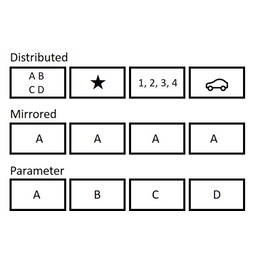 Distributed
A B
C D
1, 2, 3, 4
Mirrored
A A A A
Parameter
A B C D